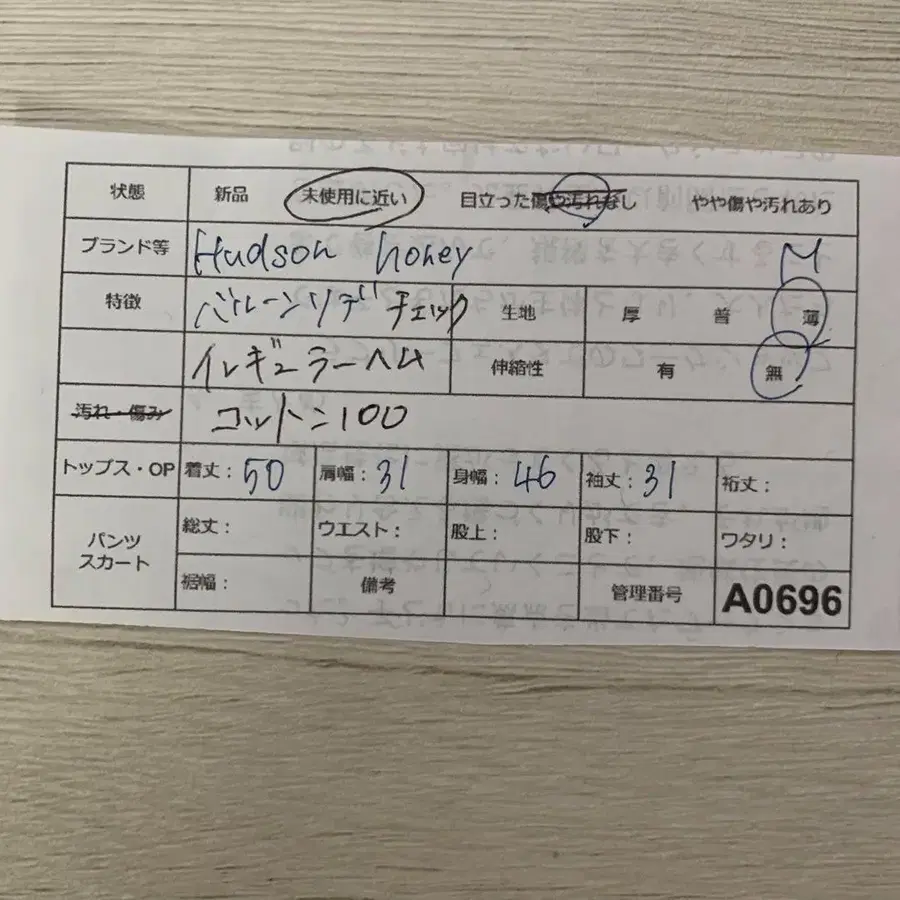 状態 新品 未使用に近い 目立った傷や汚れなし やや傷や汚れあり
ブランド等 Hudson honey M
特徴 バルーンソデ チェック 生地 厚 普 薄
イレギュラーヘム 伸縮性 有 無
汚れ・傷み コットン100
トップス・OP 着丈：50 肩幅：31 身幅：46 袖丈：31 裄丈：
パンツ スカート 総丈： ウエスト： 股上： 股下： ワタリ：
裾幅： 備考 管理番号 A0696